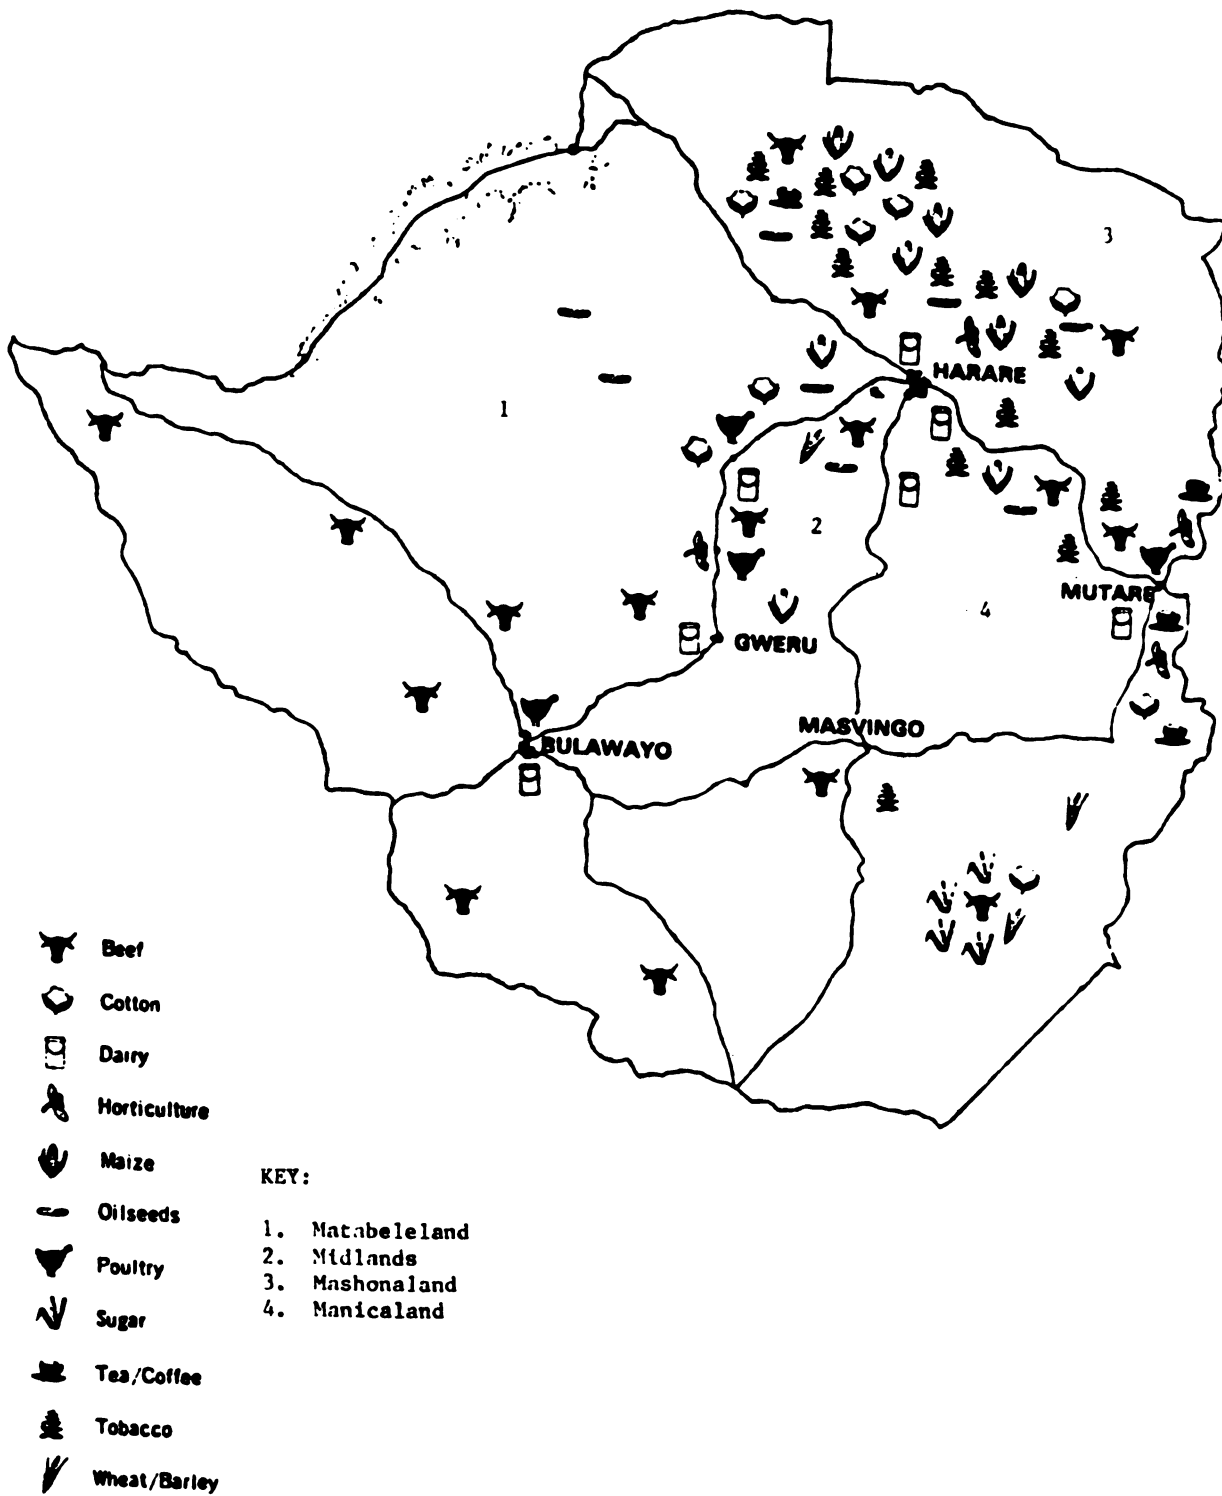 3
HARARE
1
2
MUTARE
4
GWERU
MASVINGO
BULAWAYO
Beef
Cotton
Dairy
Horticulture
Maize
Oilseeds
Poultry
Sugar
Tea/Coffee
Tobacco
Wheat/Barley
KEY:
1. Matabeleland
2. Midlands
3. Mashonaland
4. Manicaland